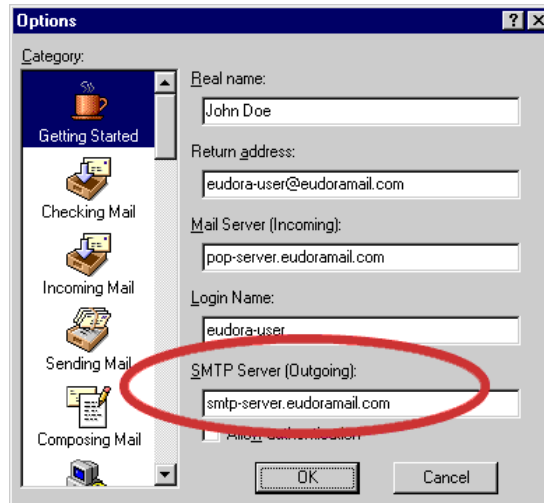 Options
Category:
Getting Started
Checking Mail
Incoming Mail
Sending Mail
Composing Mail
Real name:
John Doe
Return address:
eudora-user@eudoramail.com
Mail Server (Incoming):
pop-server.eudoramail.com
Login Name:
eudora-user
SMTP Server (Outgoing):
smtp-server.eudoramail.com
Allow authentication
OK
Cancel